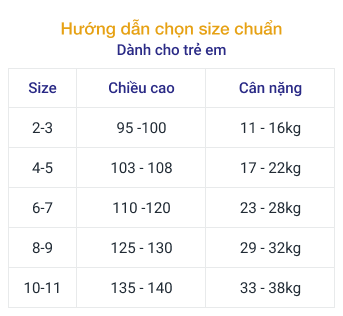 Hướng dẫn chọn size chuẩn
Dành cho trẻ em
Size Chiều cao Cân nặng
2-3 95 -100 11 - 16kg
4-5 103 - 108 17 - 22kg
6-7 110 -120 23 - 28kg
8-9 125 - 130 29 - 32kg
10-11 135 - 140 33 - 38kg